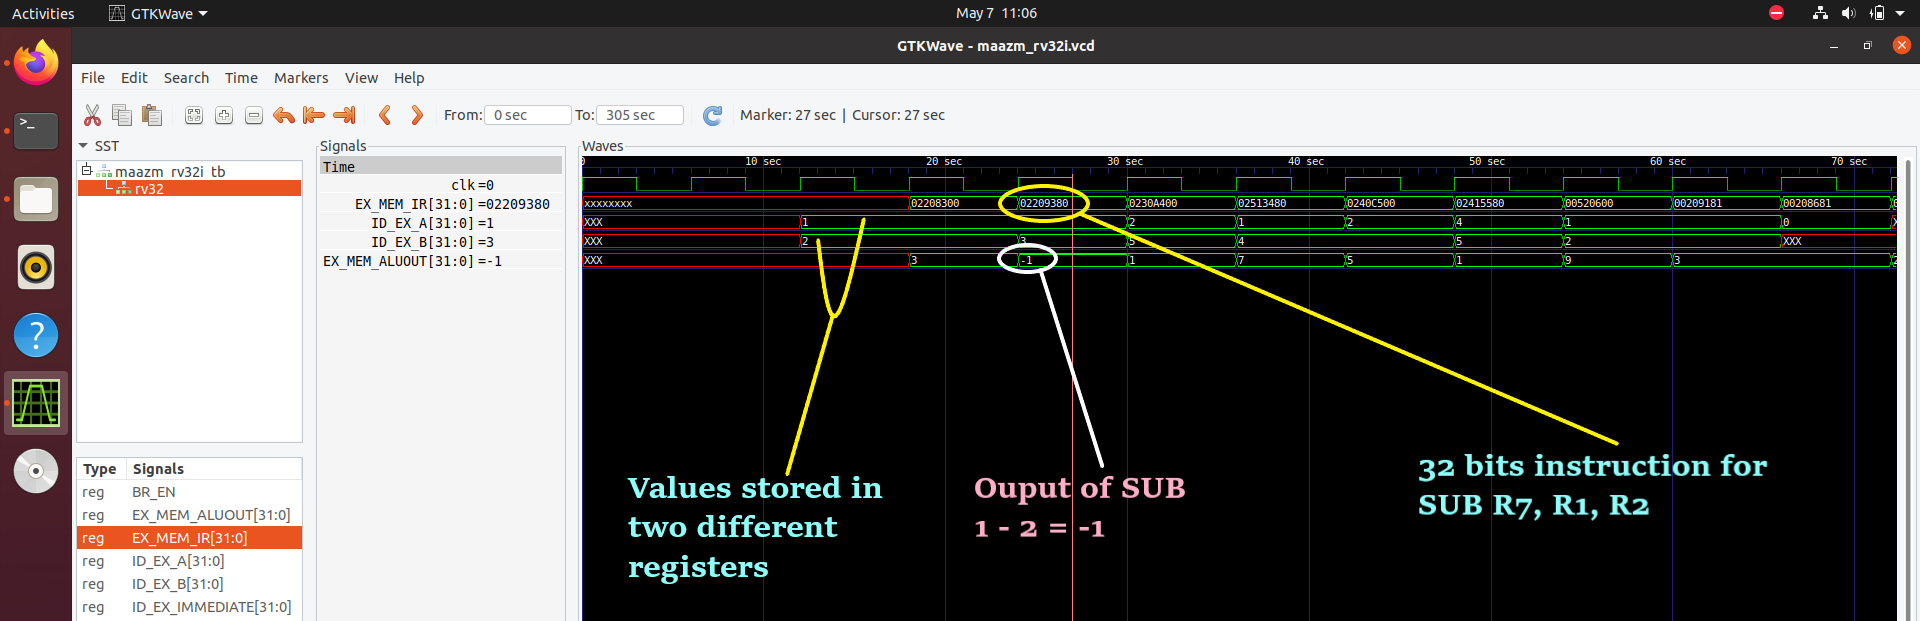 Activities GTKWave May 7 11:06
GTKWave - maazm_rv32i.vcd
File Edit Search Time Markers View Help
From: 0 sec To: 305 sec Marker: 27 sec | Cursor: 27 sec
SST
maazm_rv32i_tb
rv32
Type Signals
reg BR_EN
reg EX_MEM_ALUOUT[31:0]
reg EX_MEM_IR[31:0]
reg ID_EX_A[31:0]
reg ID_EX_B[31:0]
reg ID_EX_IMMEDIATE[31:0]
Signals
Time
clk=0
EX_MEM_IR[31:0]=02209380
ID_EX_A[31:0]=1
ID_EX_B[31:0]=3
EX_MEM_ALUOUT[31:0]=-1
Waves
10 sec 20 sec 30 sec 40 sec 50 sec 60 sec 70 sec
xxxxxxxx 02208300 02209380 0230A400 02513480 0240C500 02415580 00520600 00209181 00208681
XXX 1 2 1 2 4 1 0
XXX 2 3 5 4 5 2 XXX
XXX 3 -1 1 7 5 1 9 3
Values stored in
two different
registers
Ouput of SUB
1 - 2 = -1
32 bits instruction for
SUB R7, R1, R2